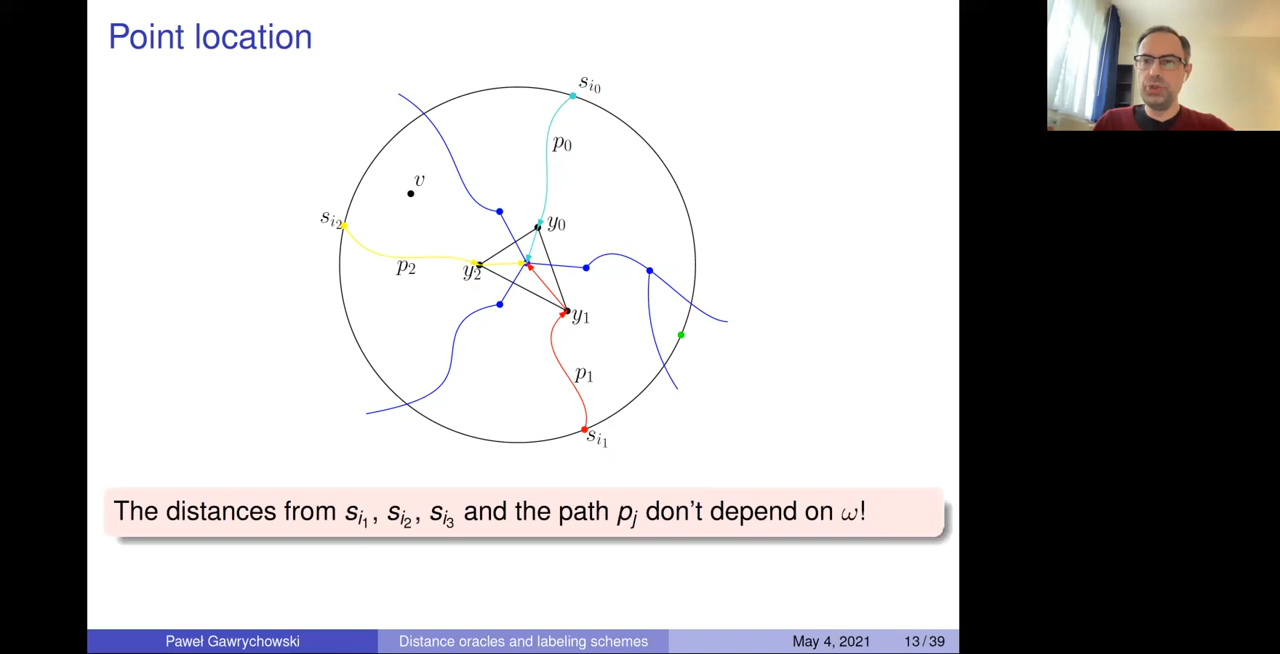 Point location
s_{i_0}
p_0
v
s_{i_2}
y_0
p_2
y_2
y_1
p_1
s_{i_1}
The distances from s_{i_1}, s_{i_2}, s_{i_3} and the path p_j don't depend on ω!
Paweł Gawrychowski
Distance oracles and labeling schemes
May 4, 2021
13 / 39